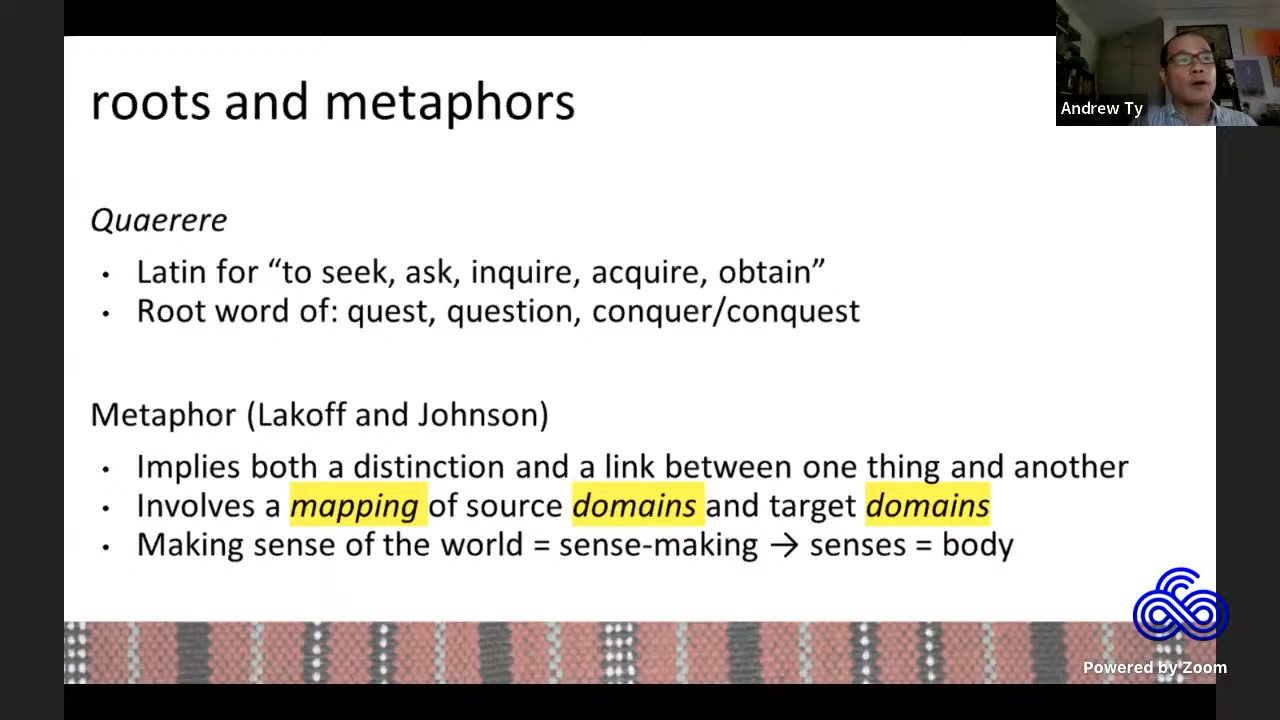 roots and metaphors
Andrew Ty
Quaerere
• Latin for “to seek, ask, inquire, acquire, obtain”
• Root word of: quest, question, conquer/conquest
Metaphor (Lakoff and Johnson)
• Implies both a distinction and a link between one thing and another
• Involves a mapping of source domains and target domains
• Making sense of the world = sense-making → senses = body
Powered by Zoom